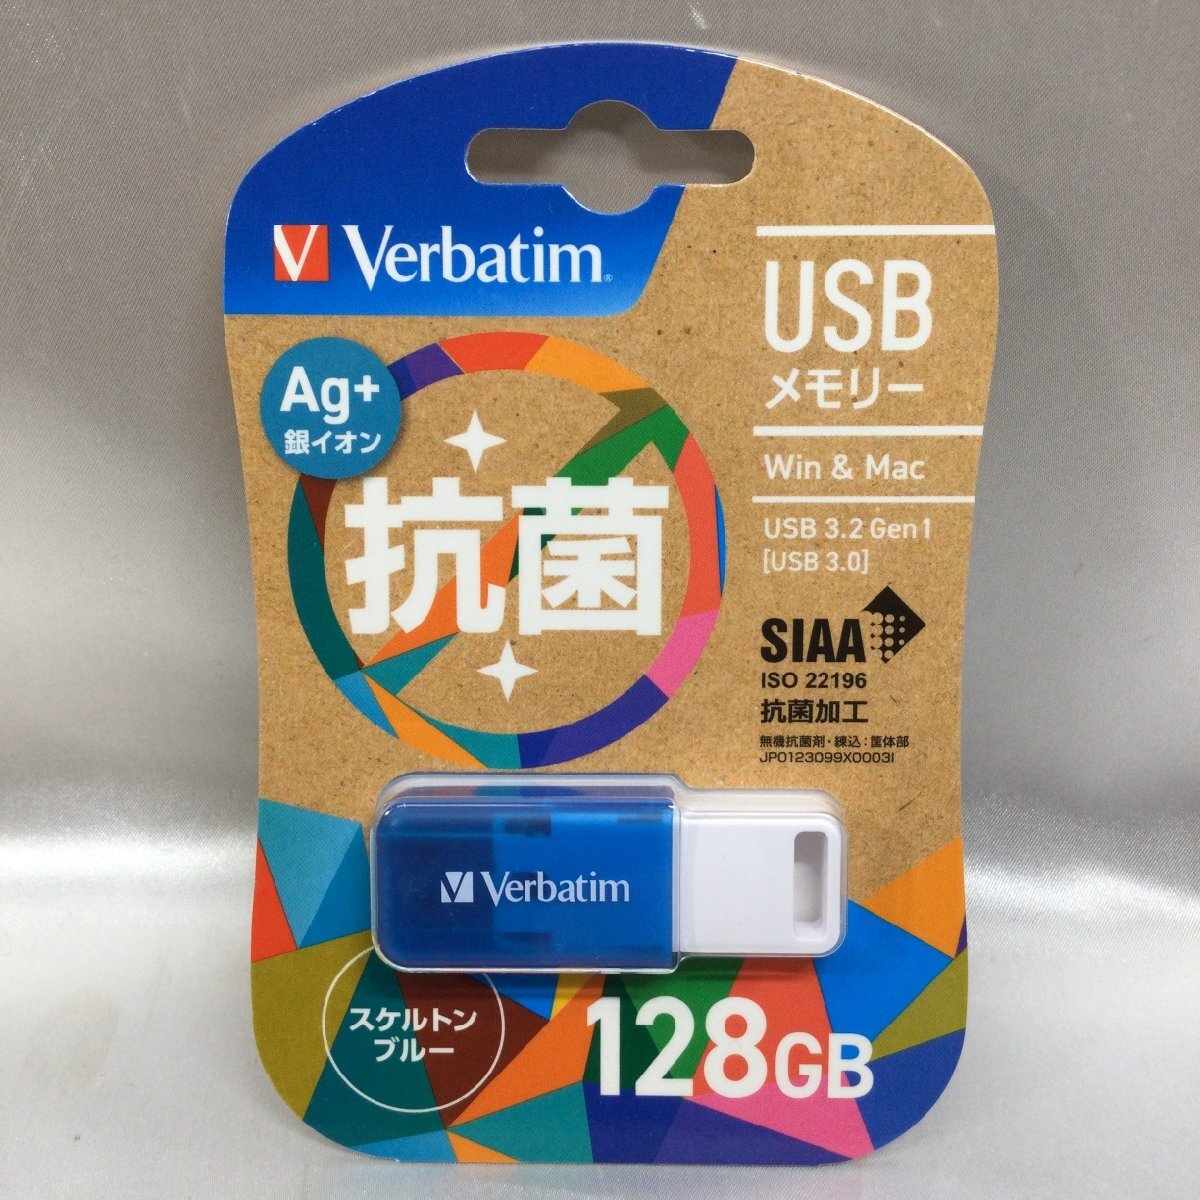 Verbatim®
Ag+
銀イオン
抗菌
USB
メモリー
Win & Mac
USB 3.2 Gen1
[USB 3.0]
SIAA
ISO 22196
抗菌加工
無機抗菌剤・練込：筐体部
JP0123099X0003I
Verbatim
スケルトン
ブルー
128GB